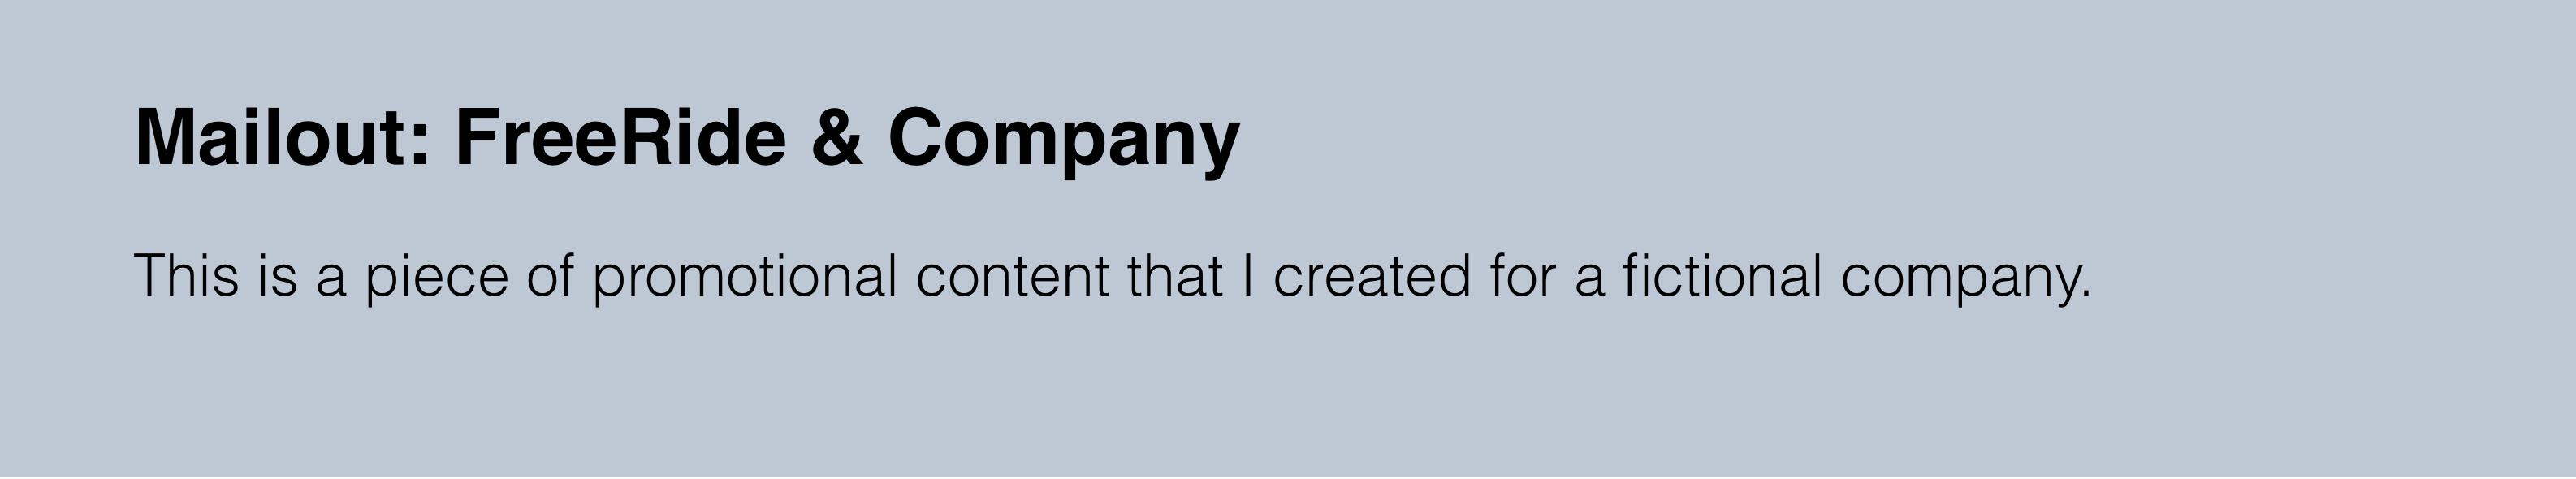 Mailout: FreeRide & Company
This is a piece of promotional content that I created for a fictional company.